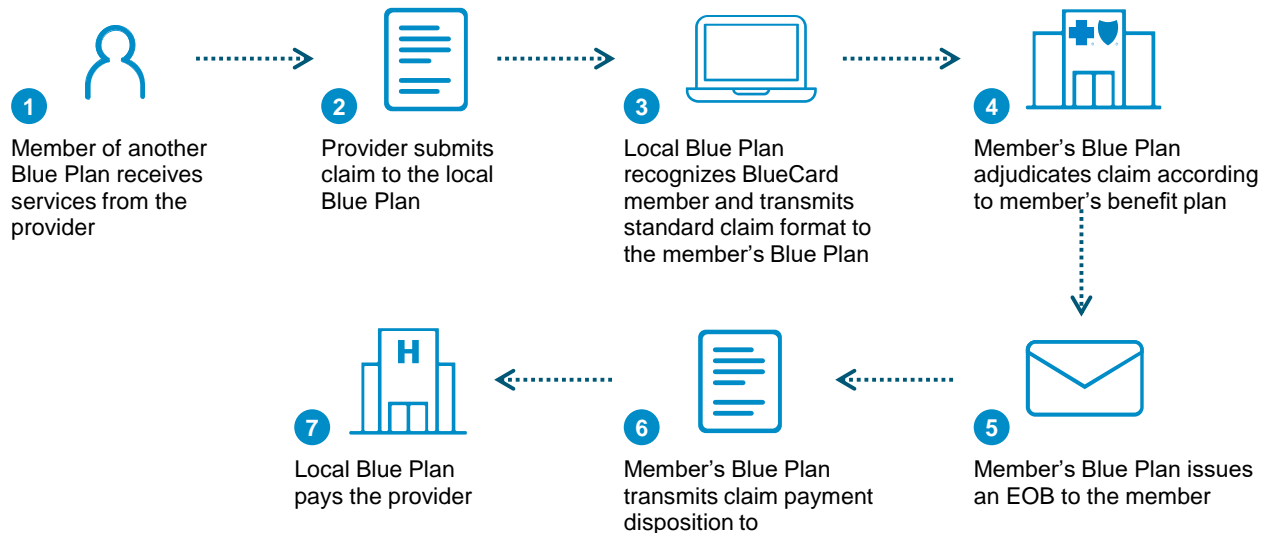 1
Member of another
Blue Plan receives
services from the
provider
2
Provider submits
claim to the local
Blue Plan
3
Local Blue Plan
recognizes BlueCard
member and transmits
standard claim format to
the member’s Blue Plan
4
Member’s Blue Plan
adjudicates claim according
to member’s benefit plan
5
Member’s Blue Plan issues
an EOB to the member
6
Member’s Blue Plan
transmits claim payment
disposition to
H
7
Local Blue Plan
pays the provider